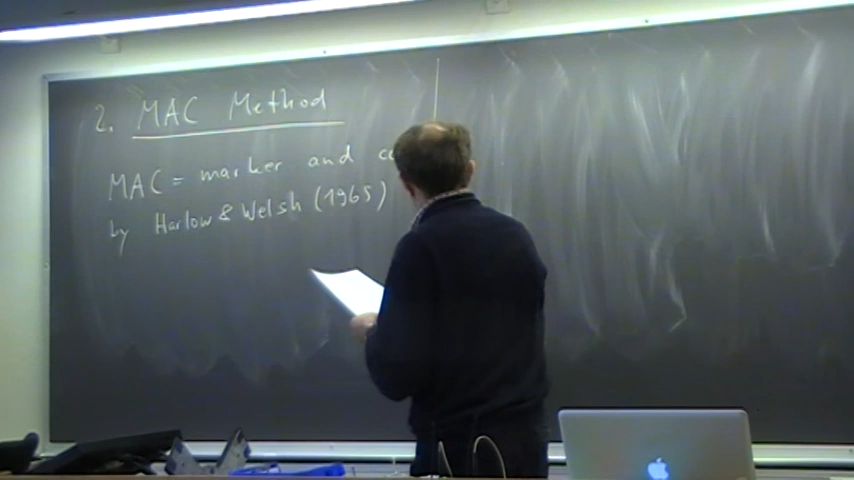 2. MAC Method
MAC = marker and
by Harlow & Welsh (1965)